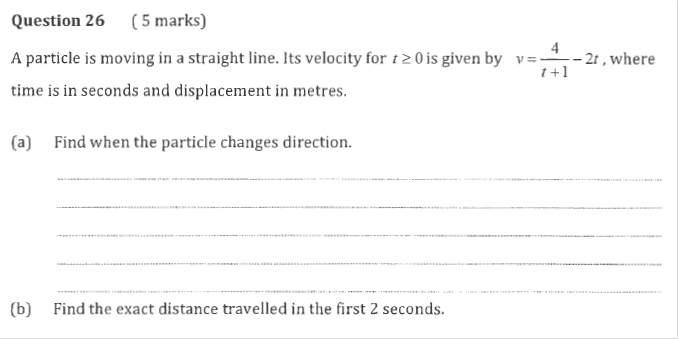 Question 26 ( 5 marks)
A particle is moving in a straight line. Its velocity for t ≥ 0 is given by v = 4/(t+1) − 2t , where
time is in seconds and displacement in metres.
(a) Find when the particle changes direction.
(b) Find the exact distance travelled in the first 2 seconds.